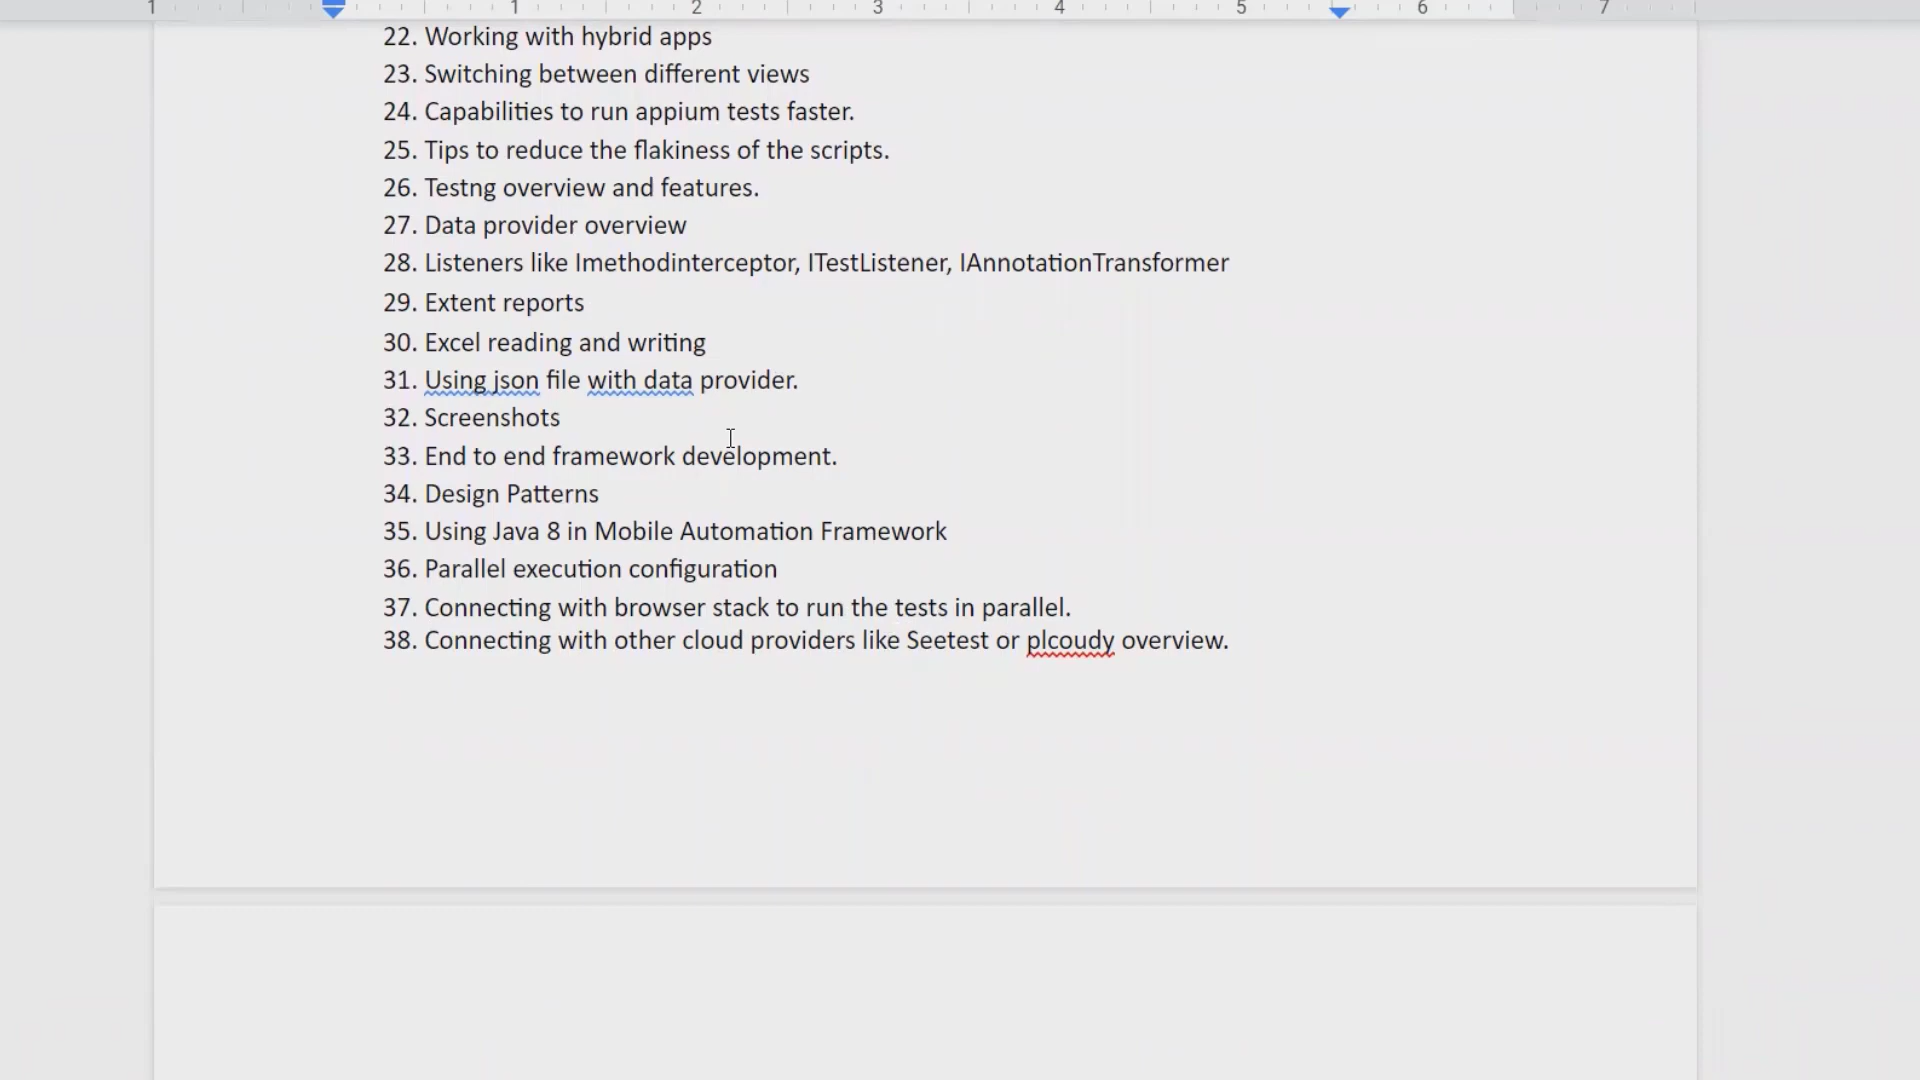 1 1 2 3 4 5 6 7
22. Working with hybrid apps
23. Switching between different views
24. Capabilities to run appium tests faster.
25. Tips to reduce the flakiness of the scripts.
26. Testng overview and features.
27. Data provider overview
28. Listeners like Imethodinterceptor, ITestListener, IAnnotationTransformer
29. Extent reports
30. Excel reading and writing
31. Using json file with data provider.
32. Screenshots
33. End to end framework development.
34. Design Patterns
35. Using Java 8 in Mobile Automation Framework
36. Parallel execution configuration
37. Connecting with browser stack to run the tests in parallel.
38. Connecting with other cloud providers like Seetest or plcoudy overview.